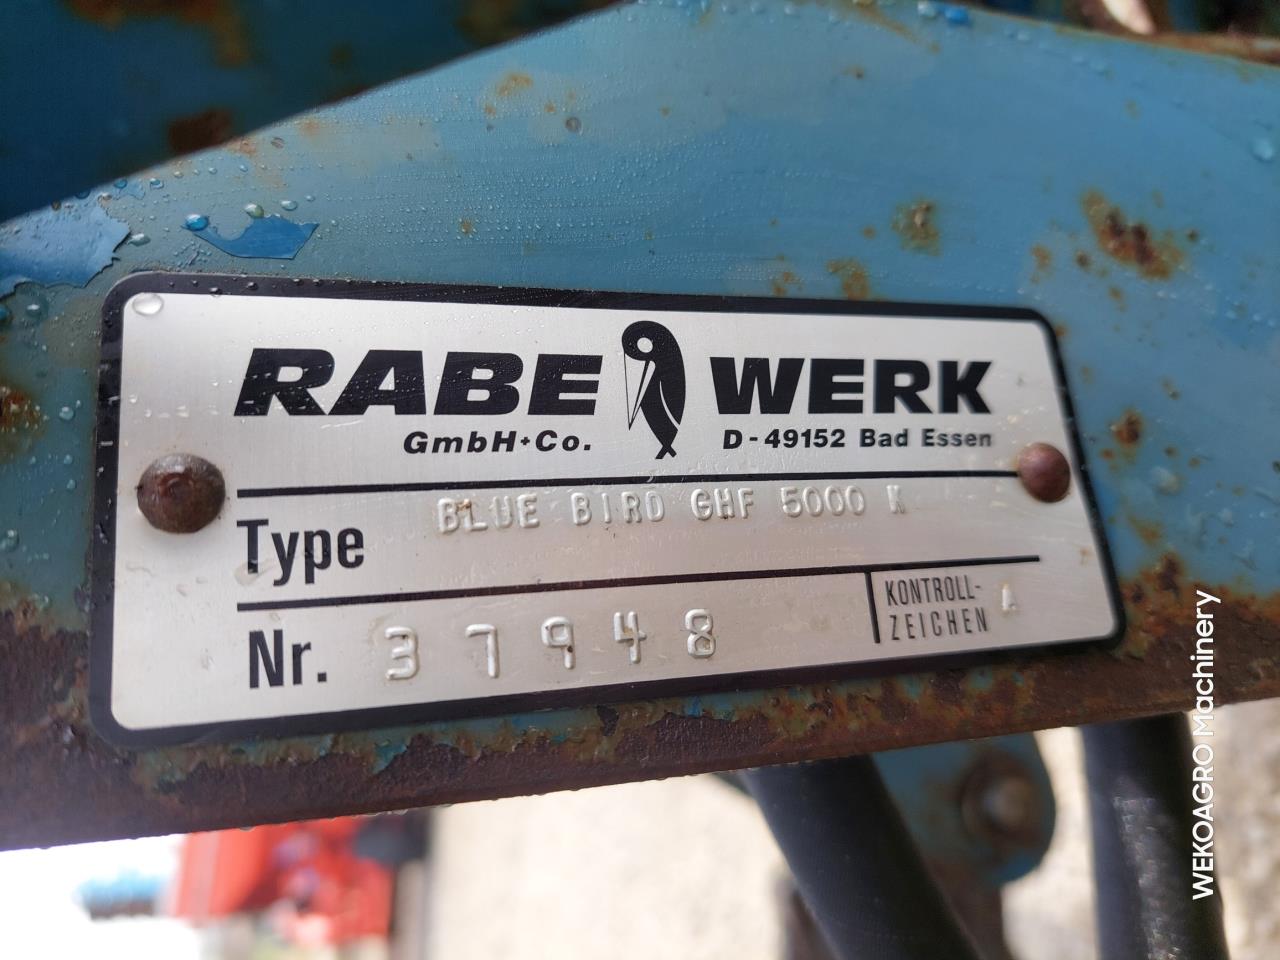 RABE WERK
GmbH+Co. D-49152 Bad Essen
Type BLUE BIRD GHF 5000 K
Nr. 37948
KONTROLL-
ZEICHEN A
WEKOAGRO Machinery